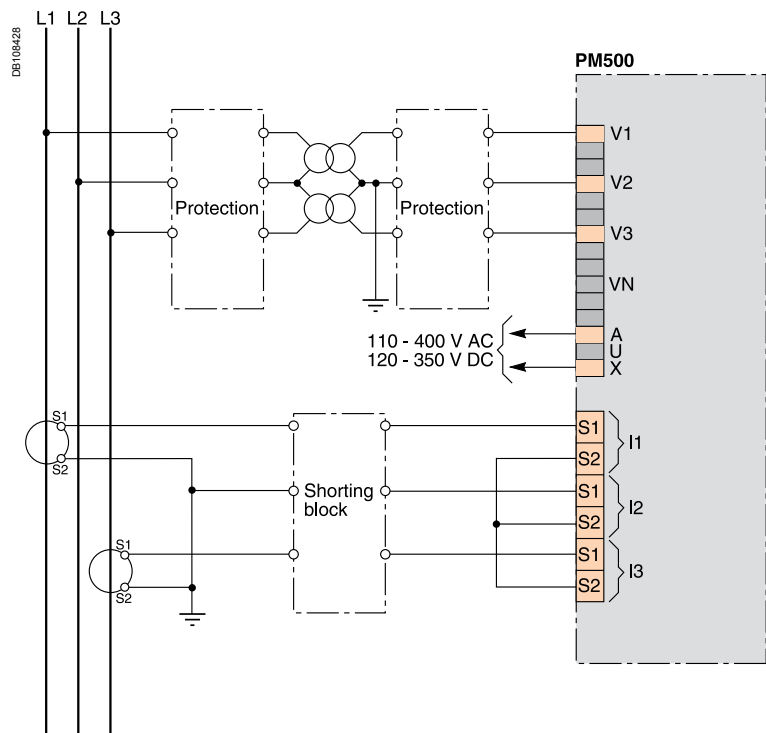 DB108428
L1 L2 L3
PM500
Protection
Protection
V1
V2
V3
VN
110 - 400 V AC
120 - 350 V DC
A
U
X
S1
S2
S1
S2
Shorting
block
S1
S2
I1
S1
S2
I2
S1
S2
I3